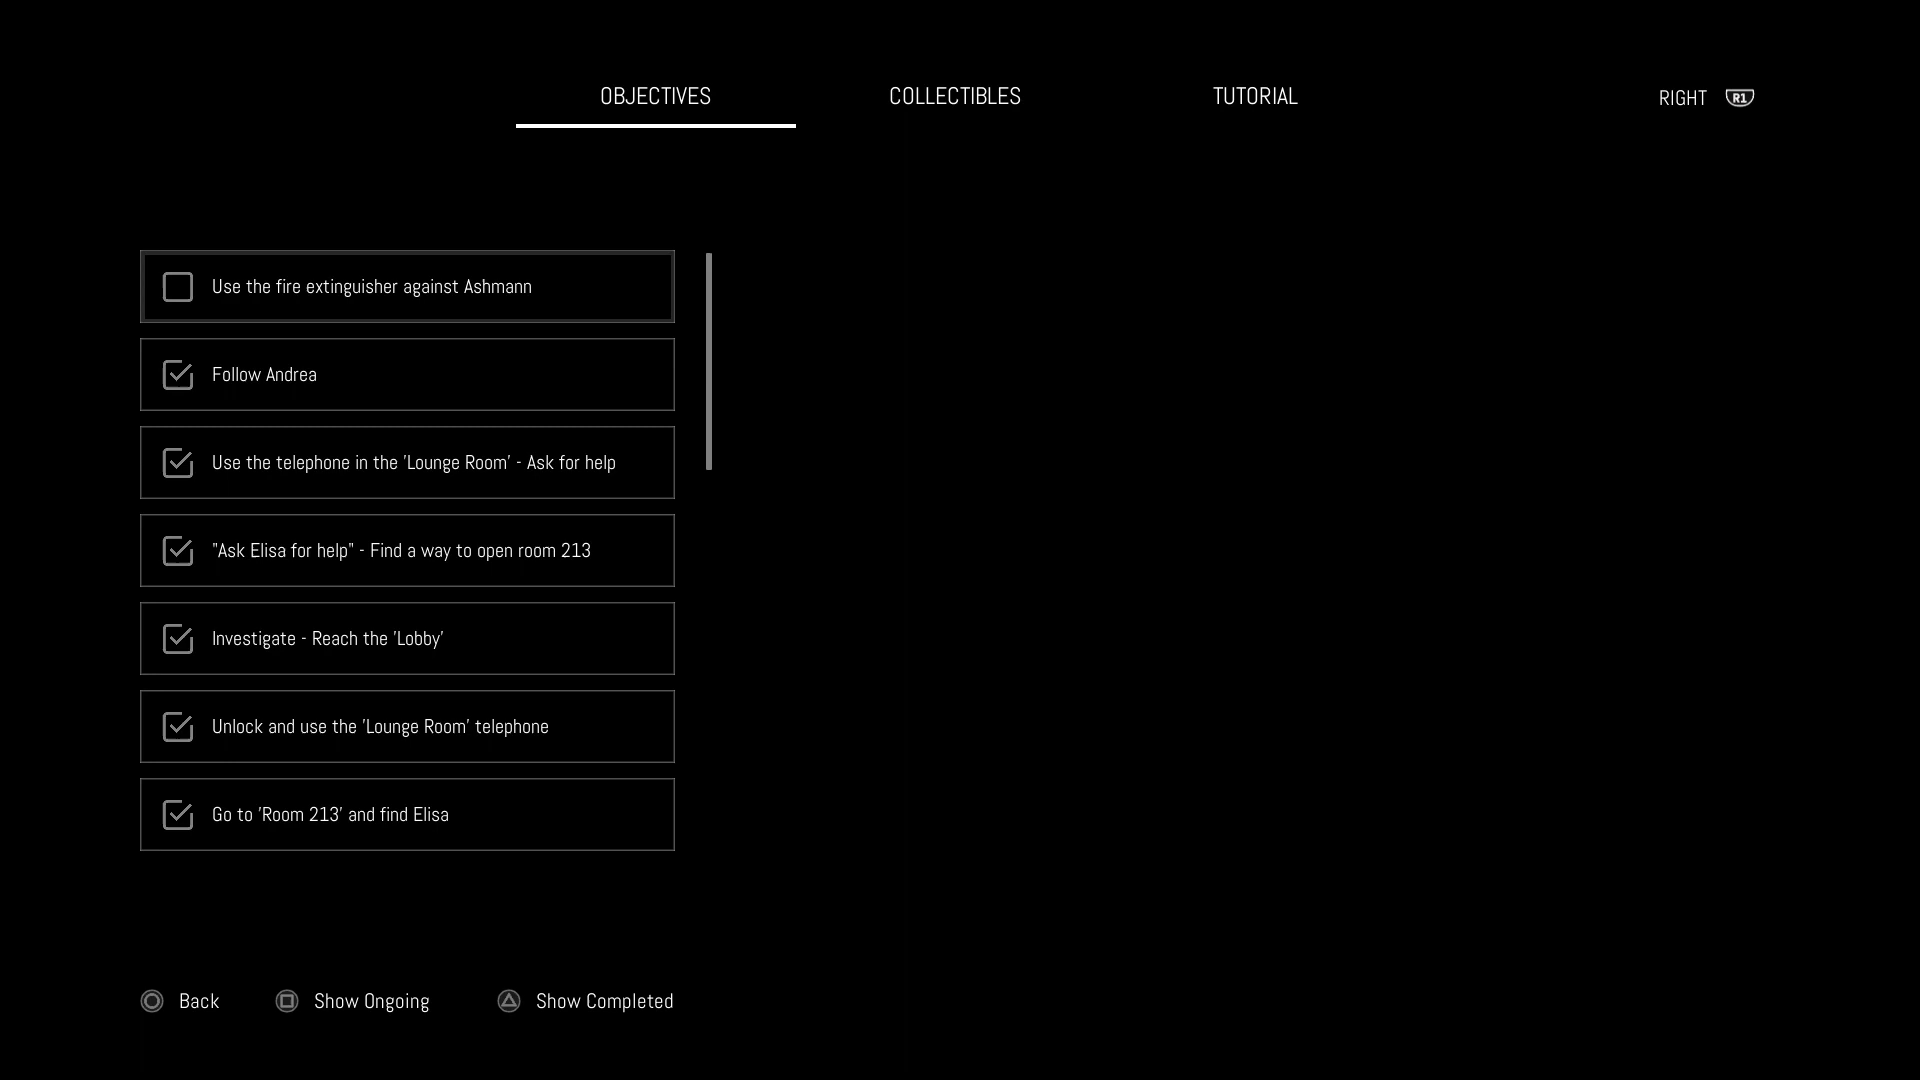 OBJECTIVES
COLLECTIBLES
TUTORIAL
RIGHT R1
Use the fire extinguisher against Ashmann
Follow Andrea
Use the telephone in the 'Lounge Room' - Ask for help
"Ask Elisa for help" - Find a way to open room 213
Investigate - Reach the 'Lobby'
Unlock and use the 'Lounge Room' telephone
Go to 'Room 213' and find Elisa
Back
Show Ongoing
Show Completed